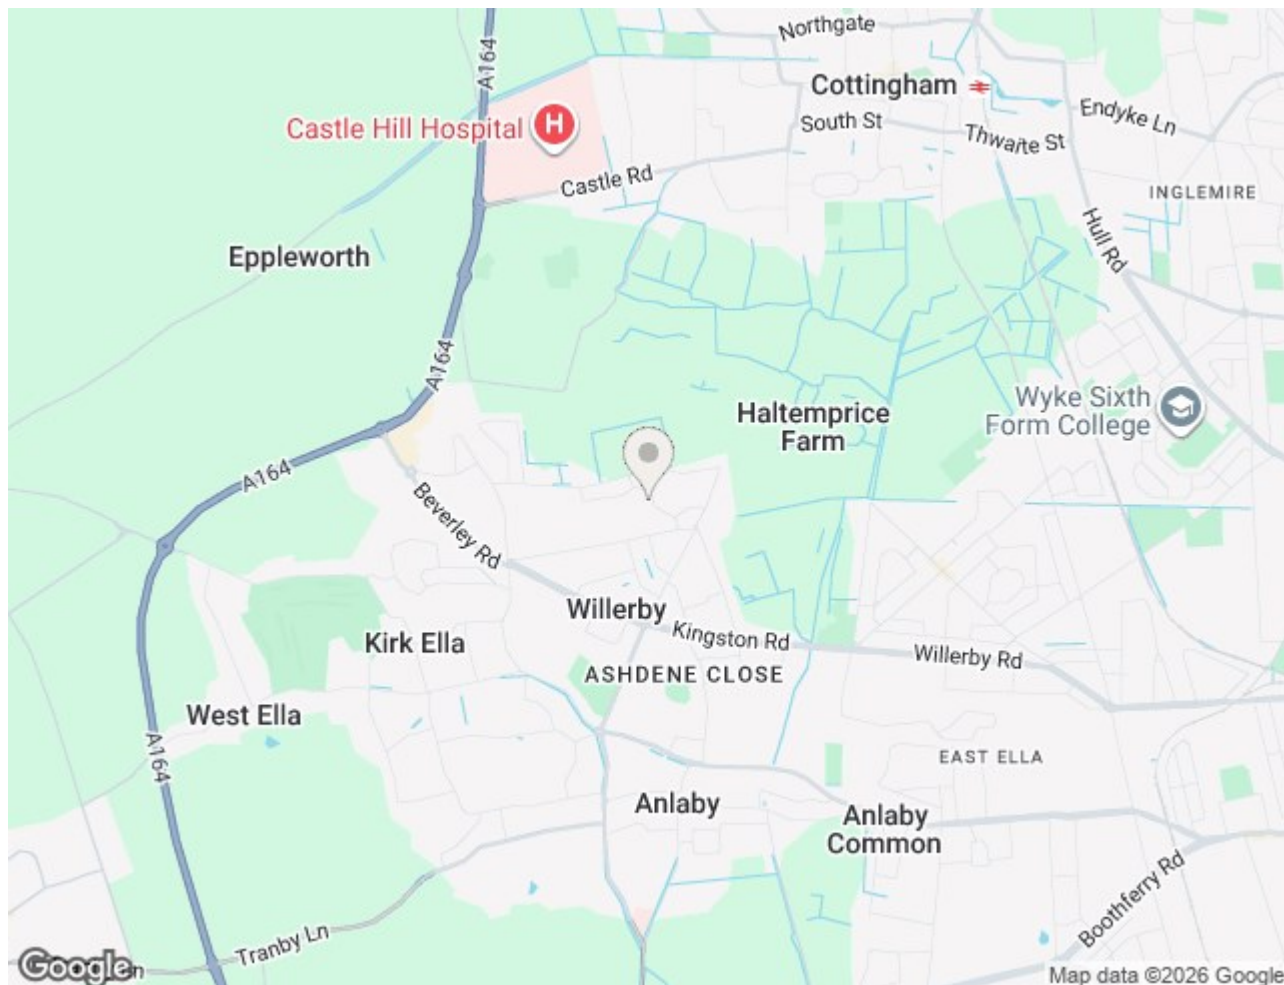 Northgate
A164
Cottingham
Castle Hill Hospital
H
South St
Endyke Ln
Thwaite St
Castle Rd
INGLEMIRE
Hull Rd
Eppleworth
A164
Wyke Sixth
Form College
Haltemprice
Farm
A164
Beverley Rd
Willerby
Kingston Rd
Kirk Ella
Willerby Rd
ASHDENE CLOSE
West Ella
A164
EAST ELLA
Anlaby
Anlaby
Common
Boothferry Rd
Tranby Ln
Google
Map data ©2026 Google